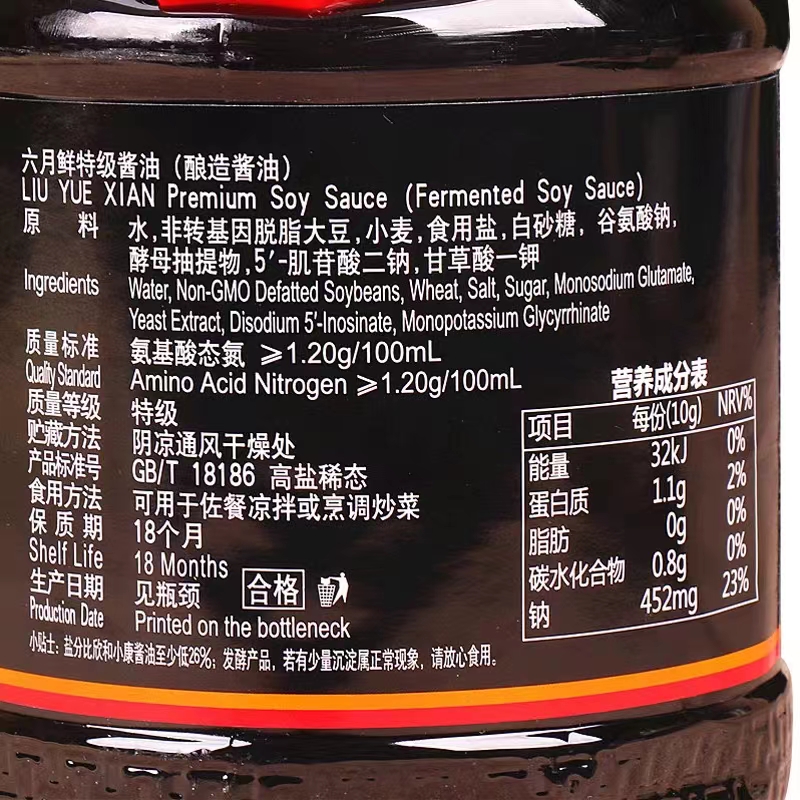 六月鲜特级酱油（酿造酱油）
LIU YUE XIAN Premium Soy Sauce (Fermented Soy Sauce)
原 料 水,非转基因脱脂大豆,小麦,食用盐,白砂糖, 谷氨酸钠,
酵母抽提物,5′-肌苷酸二钠,甘草酸一钾
Ingredients Water, Non-GMO Defatted Soybeans, Wheat, Salt, Sugar, Monosodium Glutamate,
Yeast Extract, Disodium 5′-Inosinate, Monopotassium Glycyrrhinate
质量标准 氨基酸态氮 ⩾1.20g/100mL
Quality Standard Amino Acid Nitrogen ⩾1.20g/100mL
质量等级 特级
贮藏方法 阴凉通风干燥处
产品标准号 GB/T 18186 高盐稀态
食用方法 可用于佐餐凉拌或烹调炒菜
保 质 期 18个月
Shelf Life 18 Months
生产日期 见瓶颈
合格
Production Date Printed on the bottleneck
小贴士：盐分比欣和小康酱油至少低26%；发酵产品，若有少量沉淀属正常现象，请放心食用。
营养成分表
项目 每份(10g) NRV%
能量 32kJ 0%
蛋白质 1.1g 2%
脂肪 0g 0%
碳水化合物 0.8g 0%
钠 452mg 23%